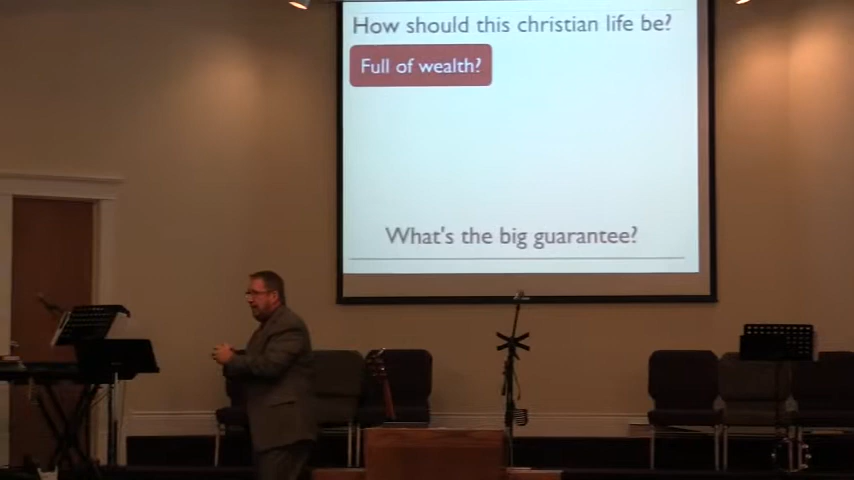 How should this christian life be?
Full of wealth?
What's the big guarantee?